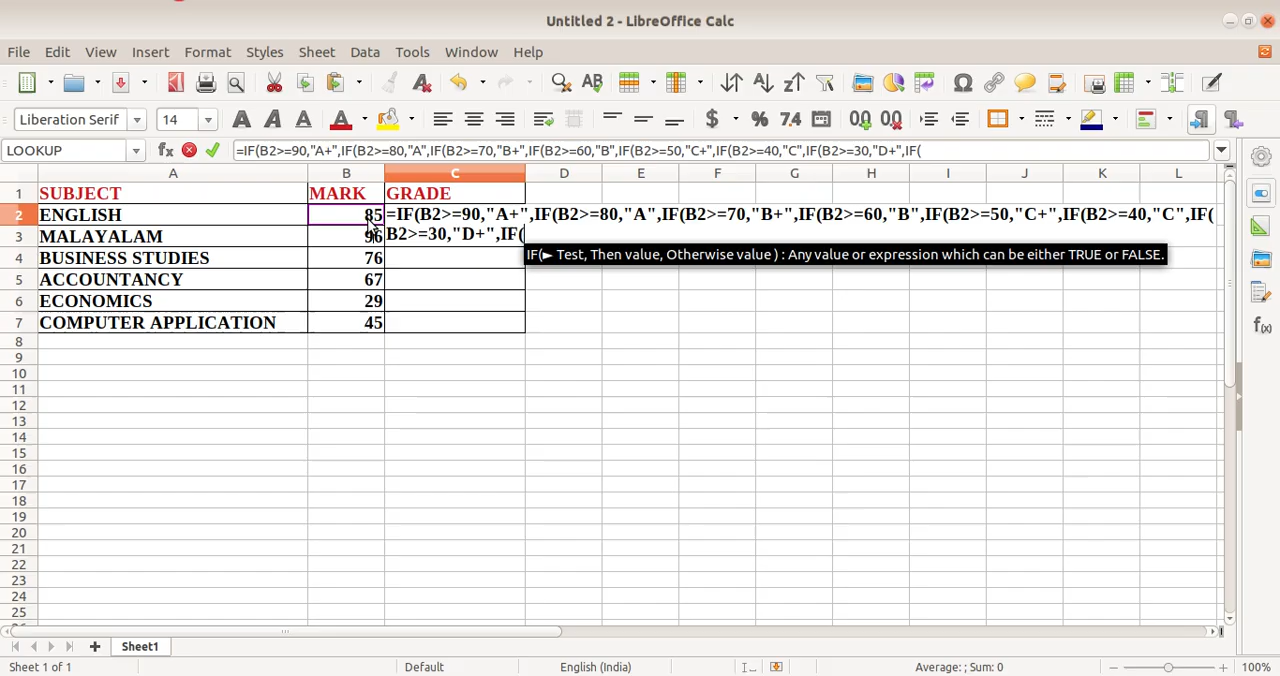 Untitled 2 - LibreOffice Calc
File Edit View Insert Format Styles Sheet Data Tools Window Help
Liberation Serif 14
LOOKUP =IF(B2>=90,"A+",IF(B2>=80,"A",IF(B2>=70,"B+",IF(B2>=60,"B",IF(B2>=50,"C+",IF(B2>=40,"C",IF(B2>=30,"D+",IF(
A B C D E F G H I J K L
1 SUBJECT MARK GRADE
2 ENGLISH 85 =IF(B2>=90,"A+",IF(B2>=80,"A",IF(B2>=70,"B+",IF(B2>=60,"B",IF(B2>=50,"C+",IF(B2>=40,"C",IF(
3 MALAYALAM 96 B2>=30,"D+",IF(
IF(► Test, Then value, Otherwise value ) : Any value or expression which can be either TRUE or FALSE.
4 BUSINESS STUDIES 76
5 ACCOUNTANCY 67
6 ECONOMICS 29
7 COMPUTER APPLICATION 45
8
9
10
11
12
13
14
15
16
17
18
19
20
21
22
23
24
25
Sheet1
Sheet 1 of 1 Default English (India) Average: ; Sum: 0 100%